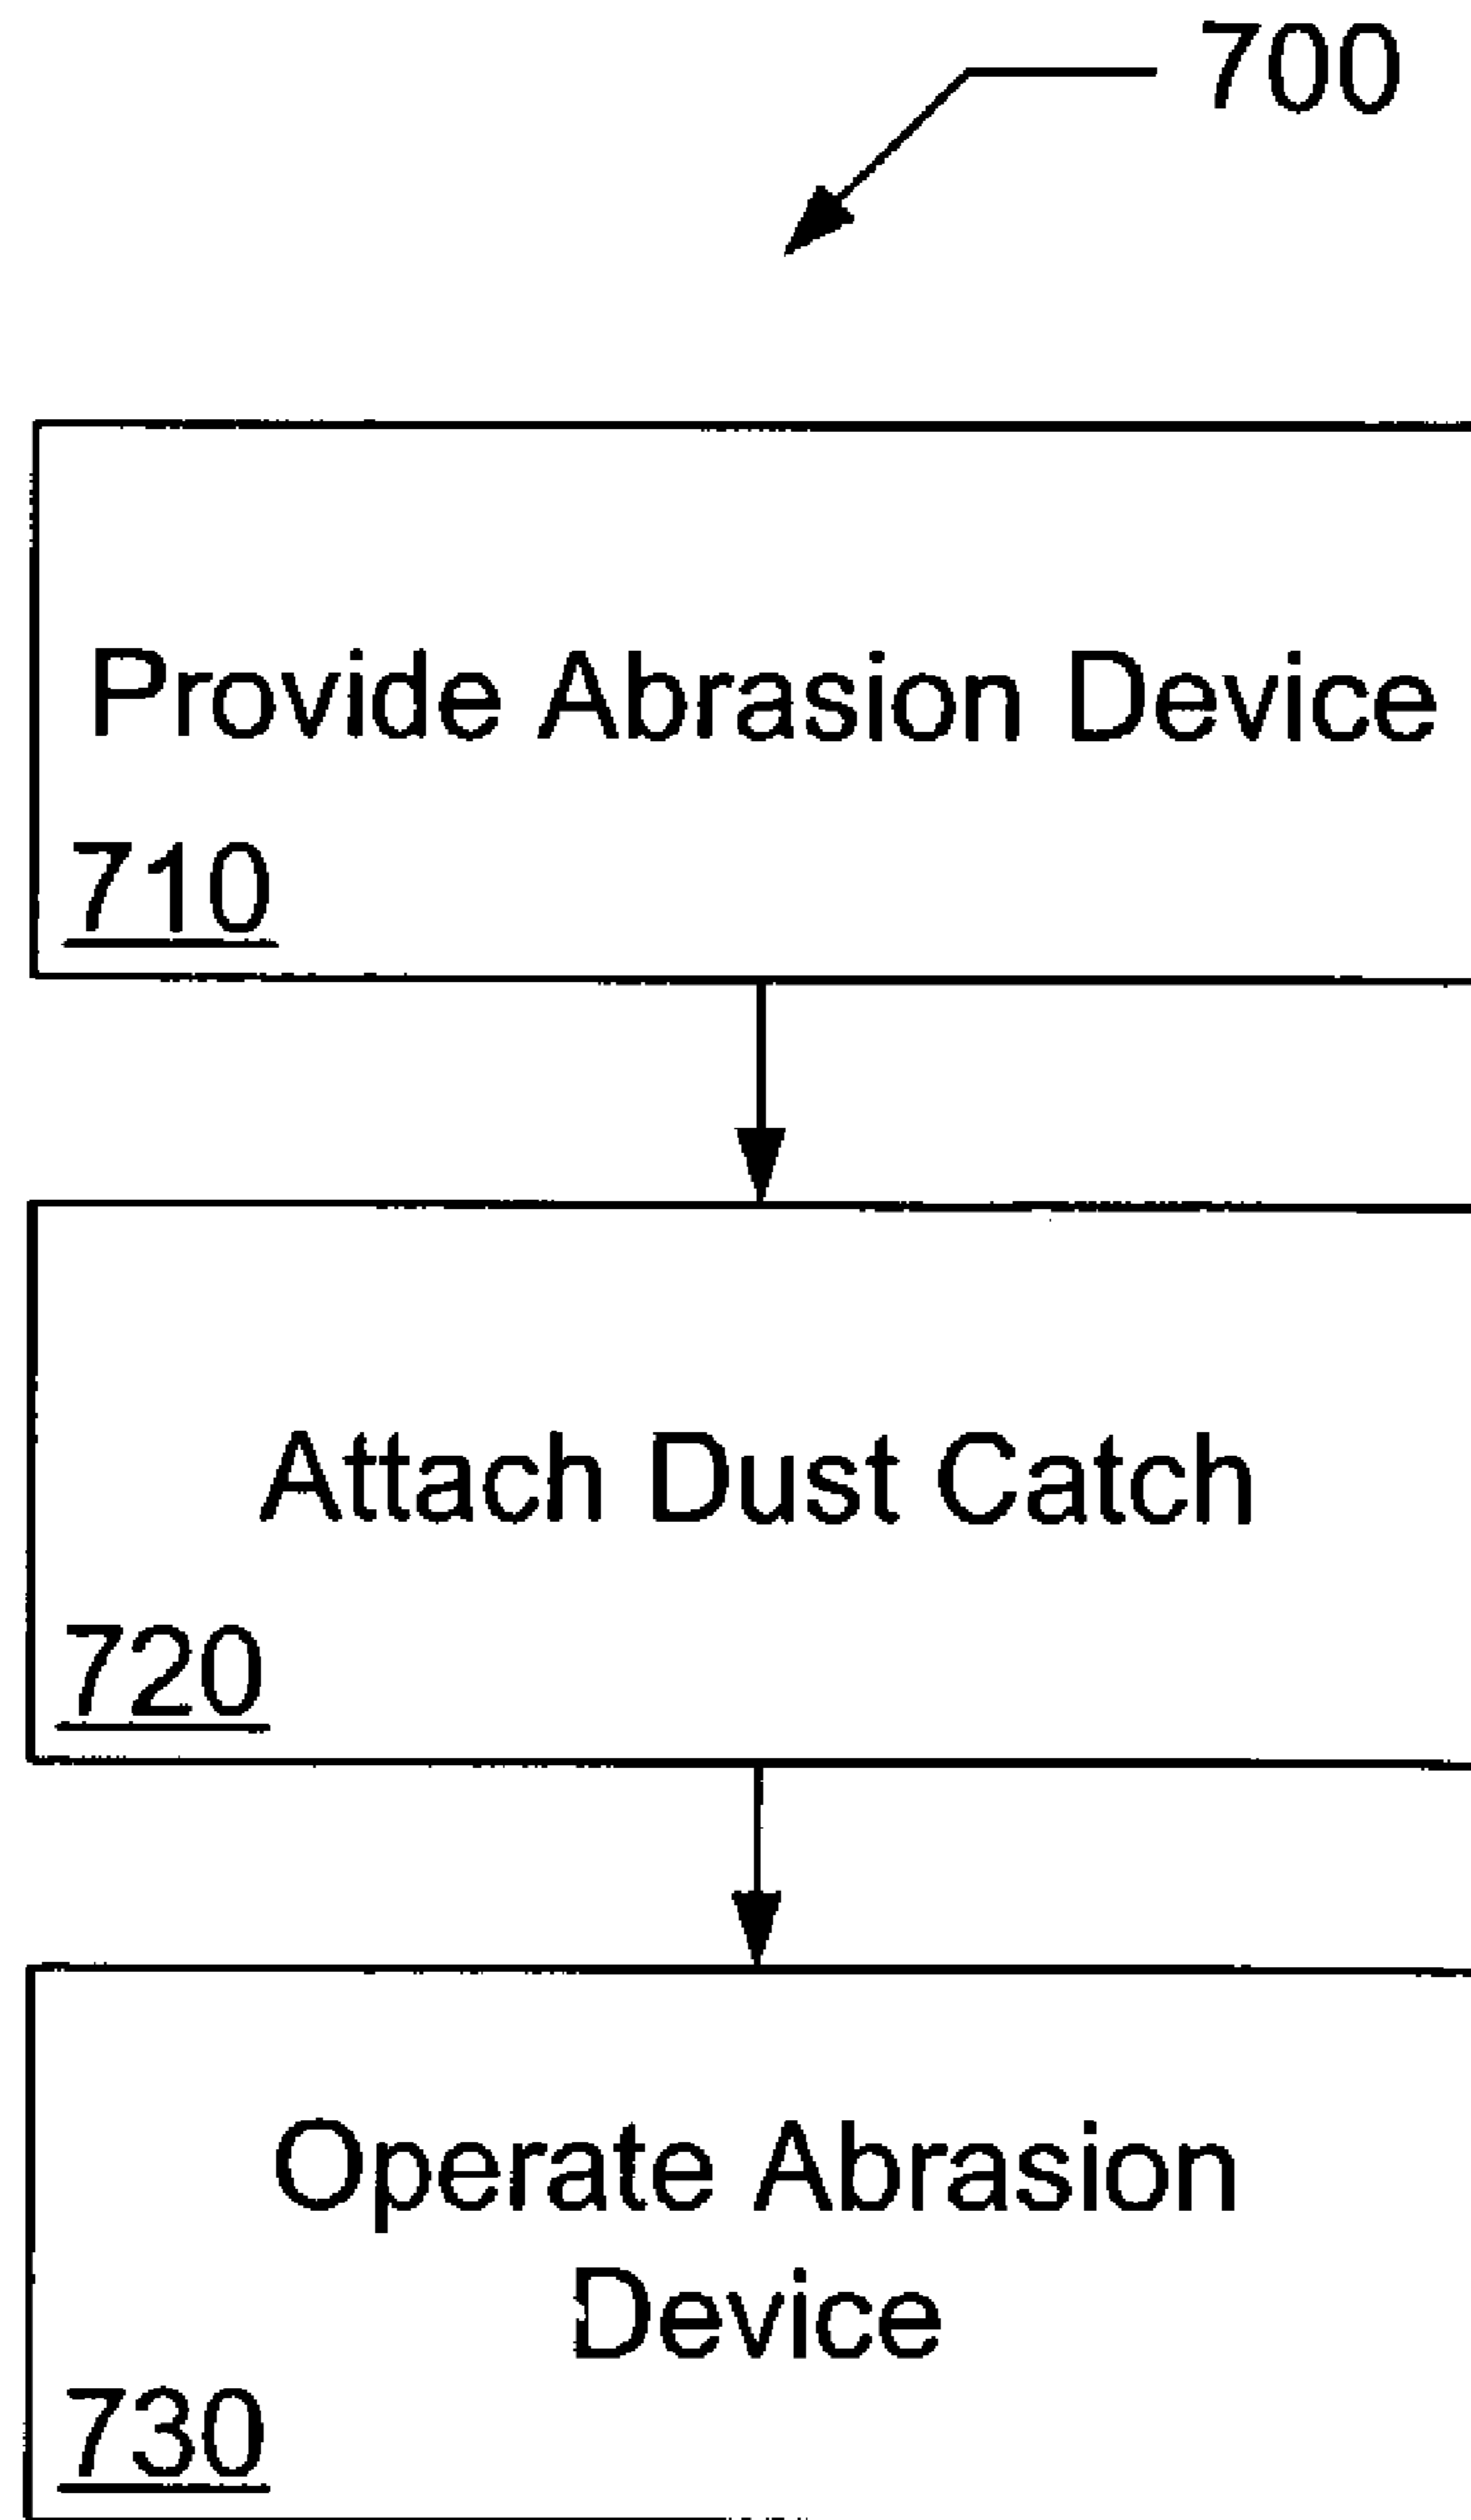 700
Provide Abrasion Device
710
Attach Dust Catch
720
Operate Abrasion
Device
730